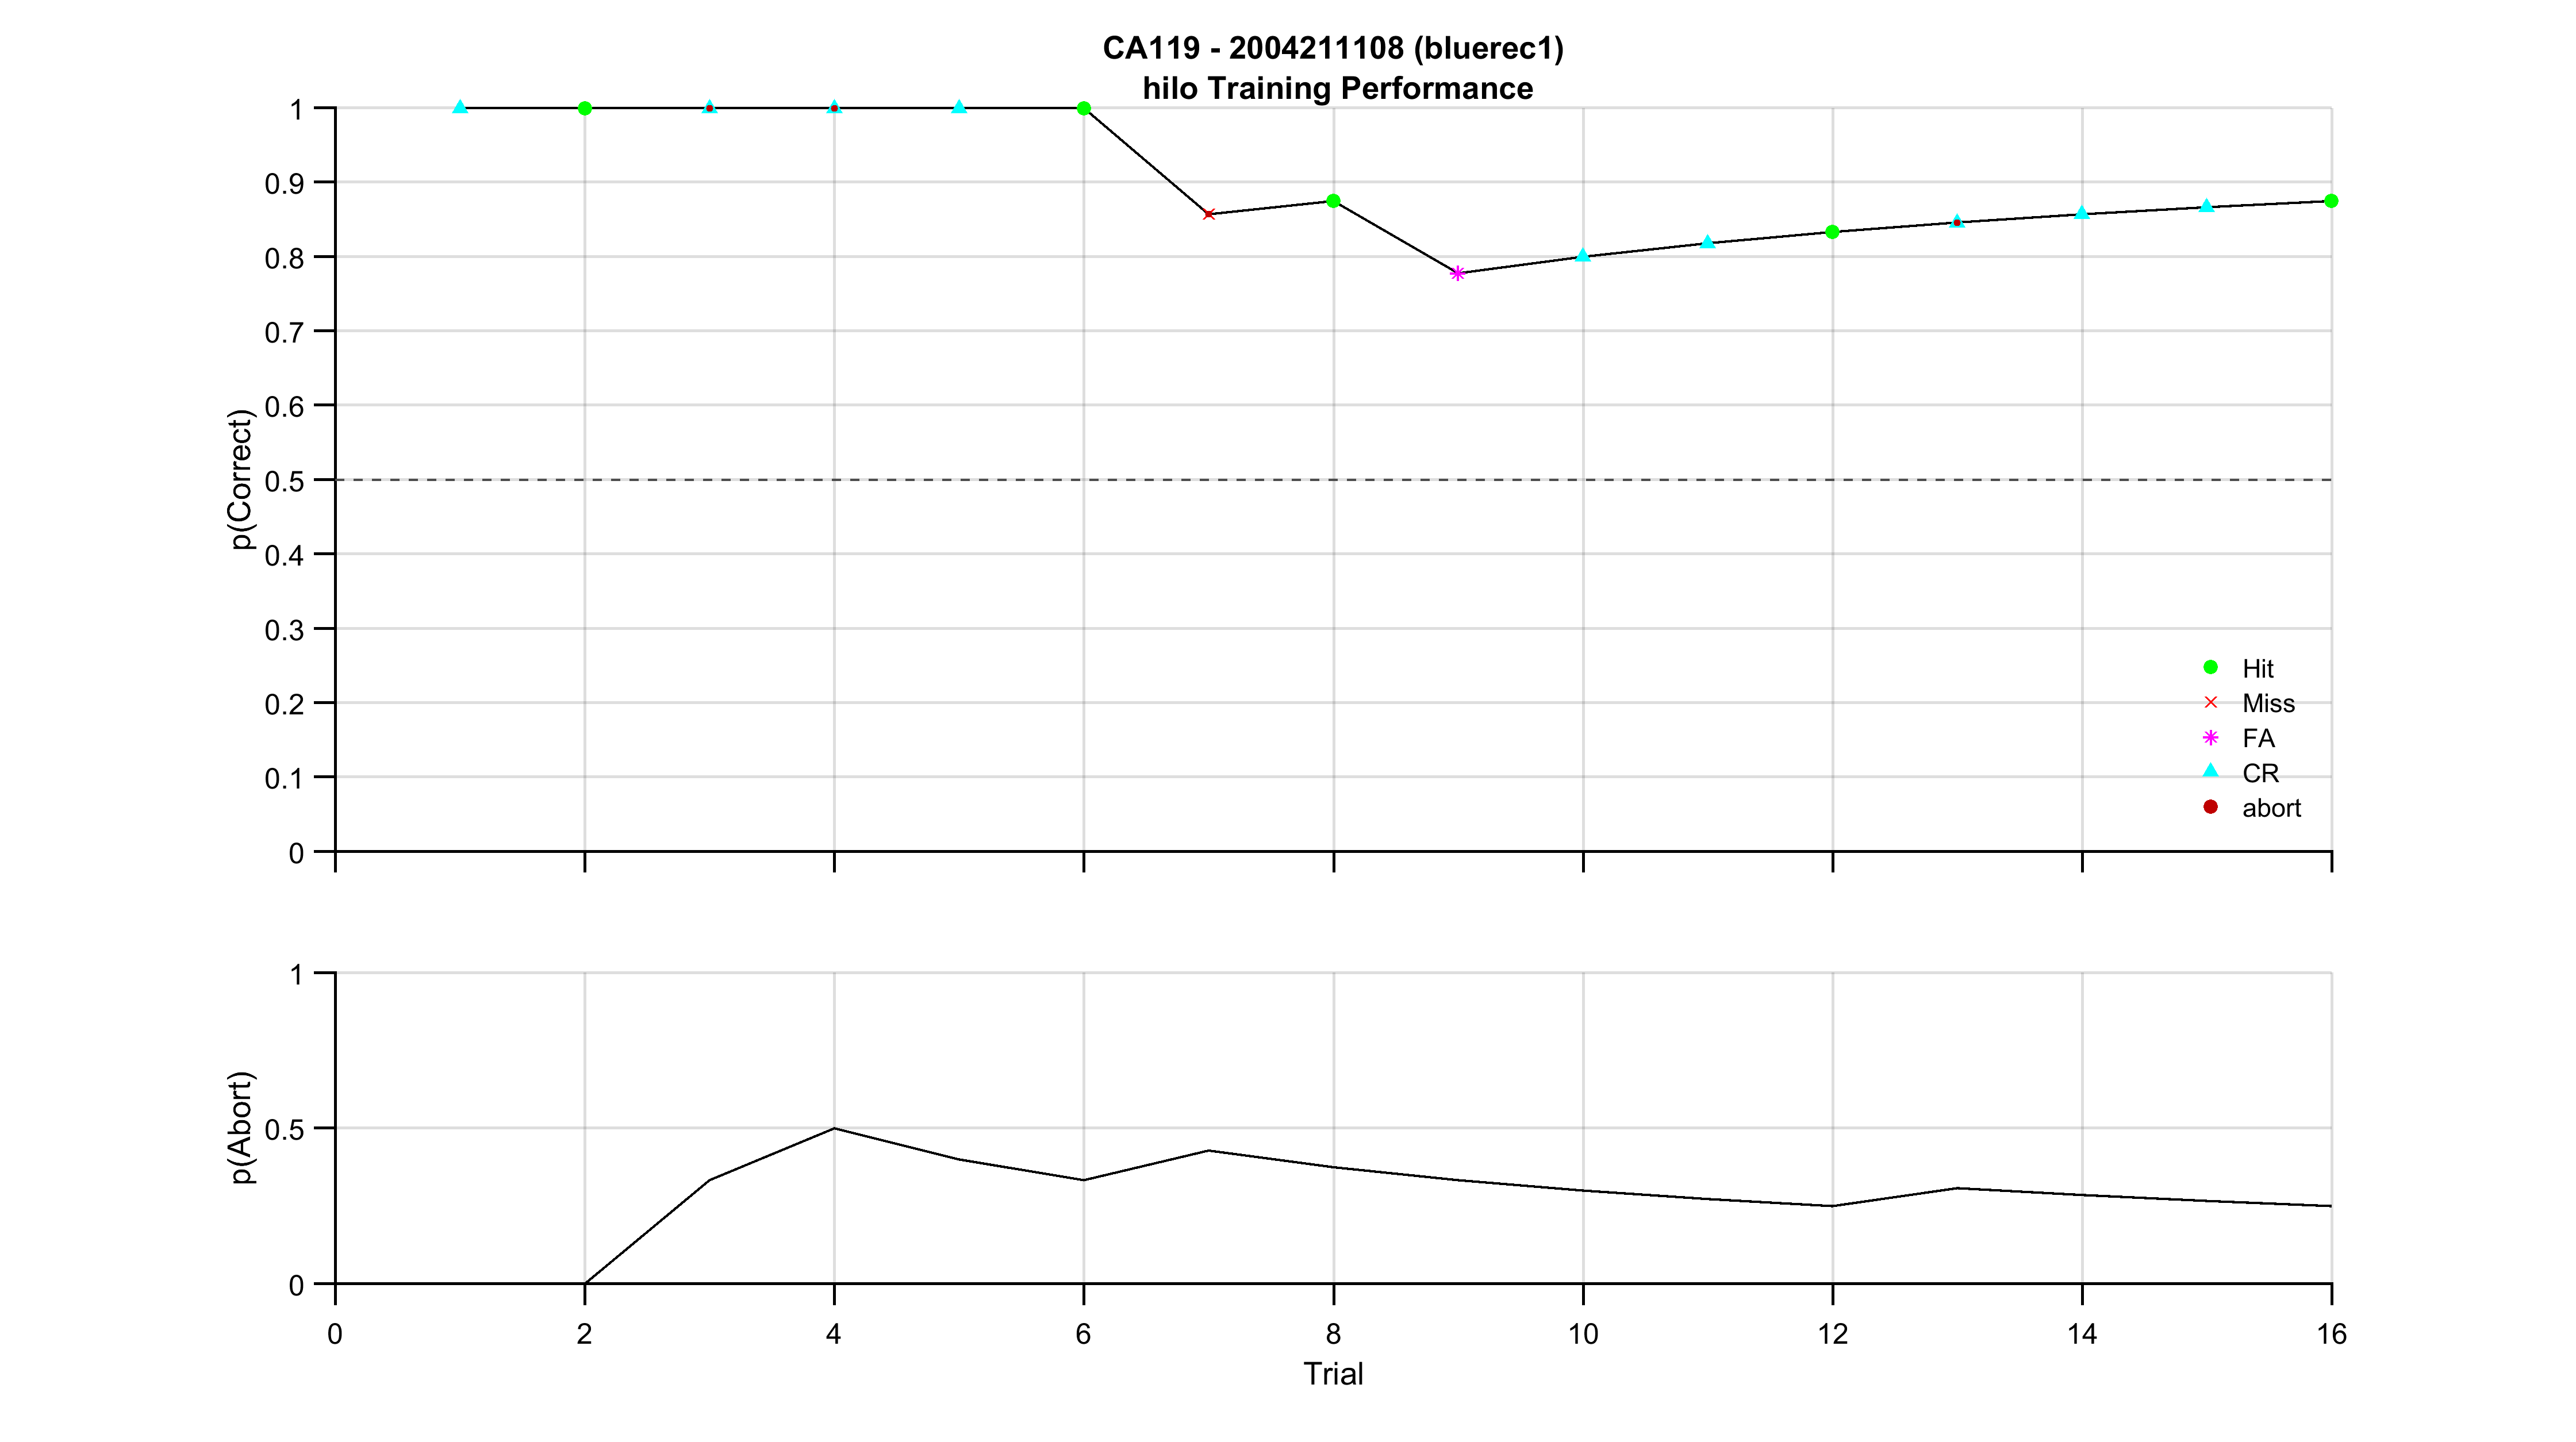 CA119 - 2004211108 (bluerec1)
hilo Training Performance
p(Correct)
1
0.9
0.8
0.7
0.6
0.5
0.4
0.3
0.2
0.1
0
Hit
Miss
FA
CR
abort
p(Abort)
1
0.5
0
0 2 4 6 8 10 12 14 16
Trial